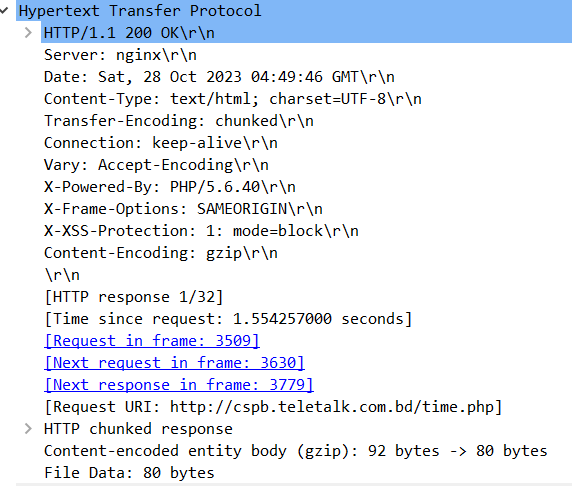 Hypertext Transfer Protocol
HTTP/1.1 200 OK\r\n
Server: nginx\r\n
Date: Sat, 28 Oct 2023 04:49:46 GMT\r\n
Content-Type: text/html; charset=UTF-8\r\n
Transfer-Encoding: chunked\r\n
Connection: keep-alive\r\n
Vary: Accept-Encoding\r\n
X-Powered-By: PHP/5.6.40\r\n
X-Frame-Options: SAMEORIGIN\r\n
X-XSS-Protection: 1: mode=block\r\n
Content-Encoding: gzip\r\n
\r\n
[HTTP response 1/32]
[Time since request: 1.554257000 seconds]
[Request in frame: 3509]
[Next request in frame: 3630]
[Next response in frame: 3779]
[Request URI: http://cspb.teletalk.com.bd/time.php]
HTTP chunked response
Content-encoded entity body (gzip): 92 bytes -> 80 bytes
File Data: 80 bytes